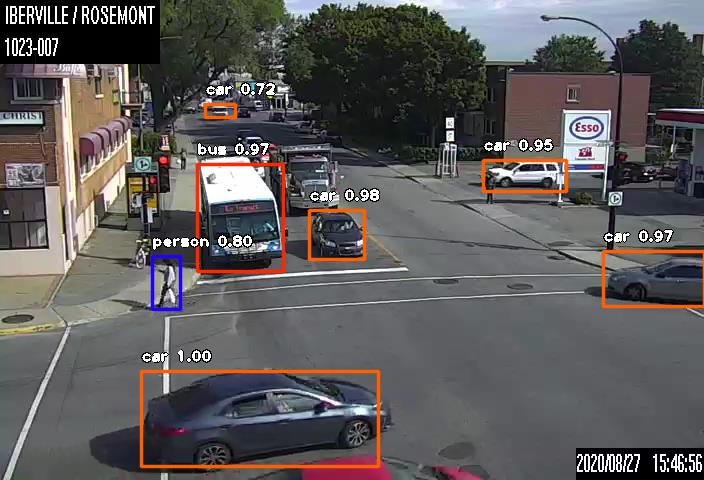 IBERVILLE / ROSEMONT
1023-007
car 0.72
CHRIST
Esso
car 0.95
bus 0.97
car 0.98
person 0.80
car 0.97
car 1.00
2020/08/27 15:46:56